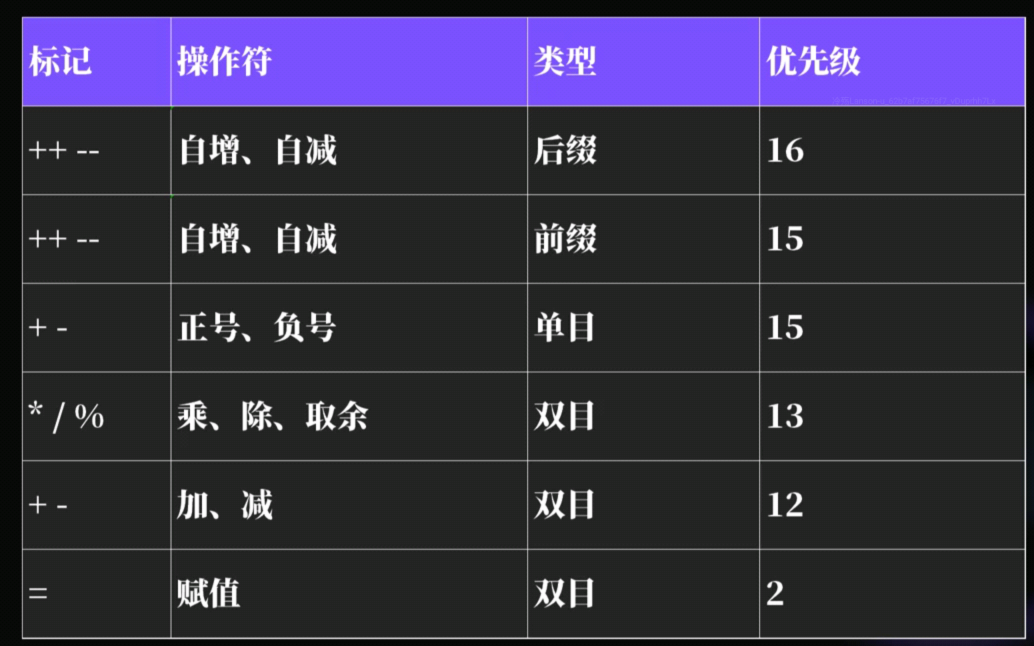 标记 操作符 类型 优先级
++ -- 自增、自减 后缀 16
++ -- 自增、自减 前缀 15
+ - 正号、负号 单目 15
* / % 乘、除、取余 双目 13
+ - 加、减 双目 12
= 赋值 双目 2